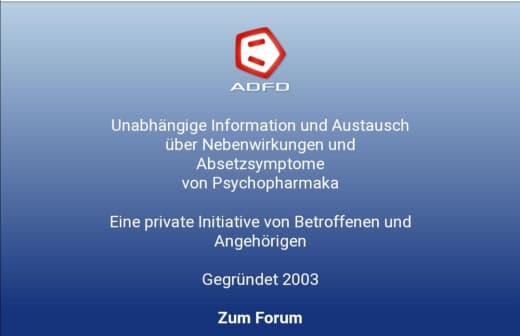 ADFD
Unabhängige Information und Austausch
über Nebenwirkungen und
Absetzsymptome
von Psychopharmaka
Eine private Initiative von Betroffenen und
Angehörigen
Gegründet 2003
Zum Forum